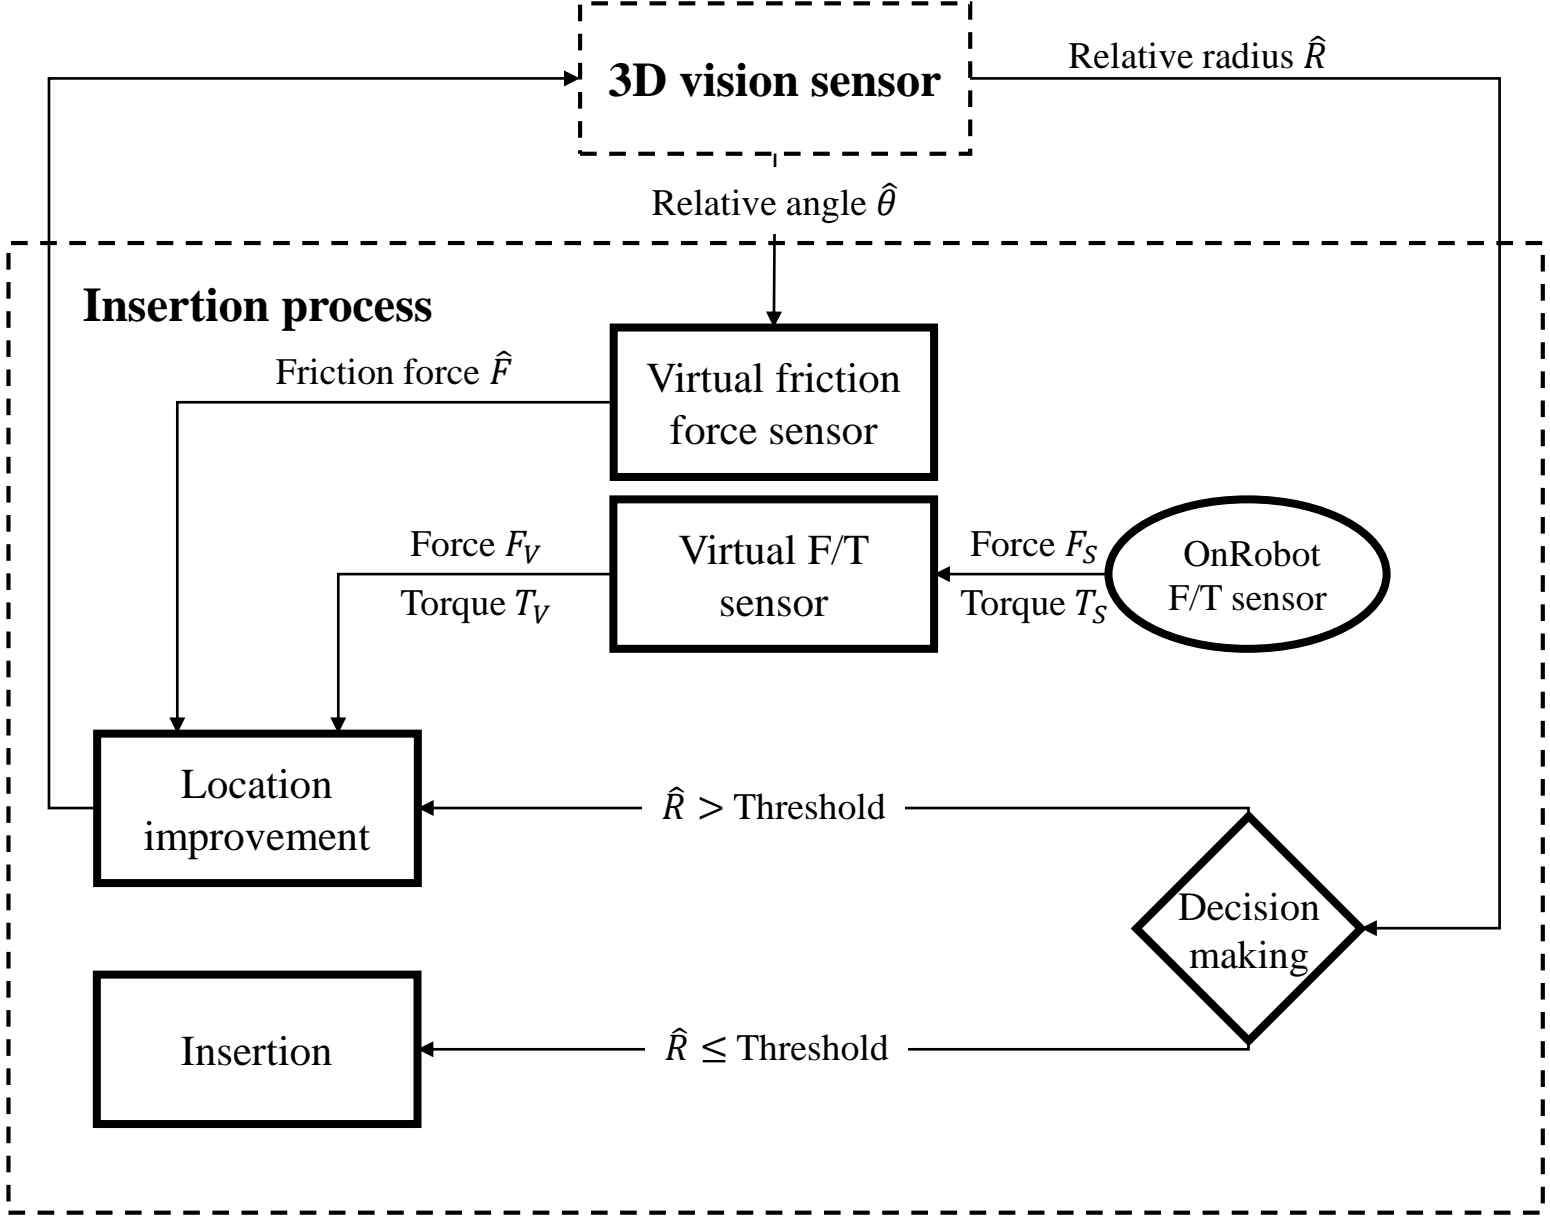 3D vision sensor
Relative radius R̂
Relative angle θ̂
Insertion process
Friction force F̂
Virtual friction
force sensor
Force F_V
Torque T_V
Virtual F/T
sensor
Force F_S
Torque T_S
OnRobot
F/T sensor
Location
improvement
R̂ > Threshold
Decision
making
Insertion
R̂ ≤ Threshold